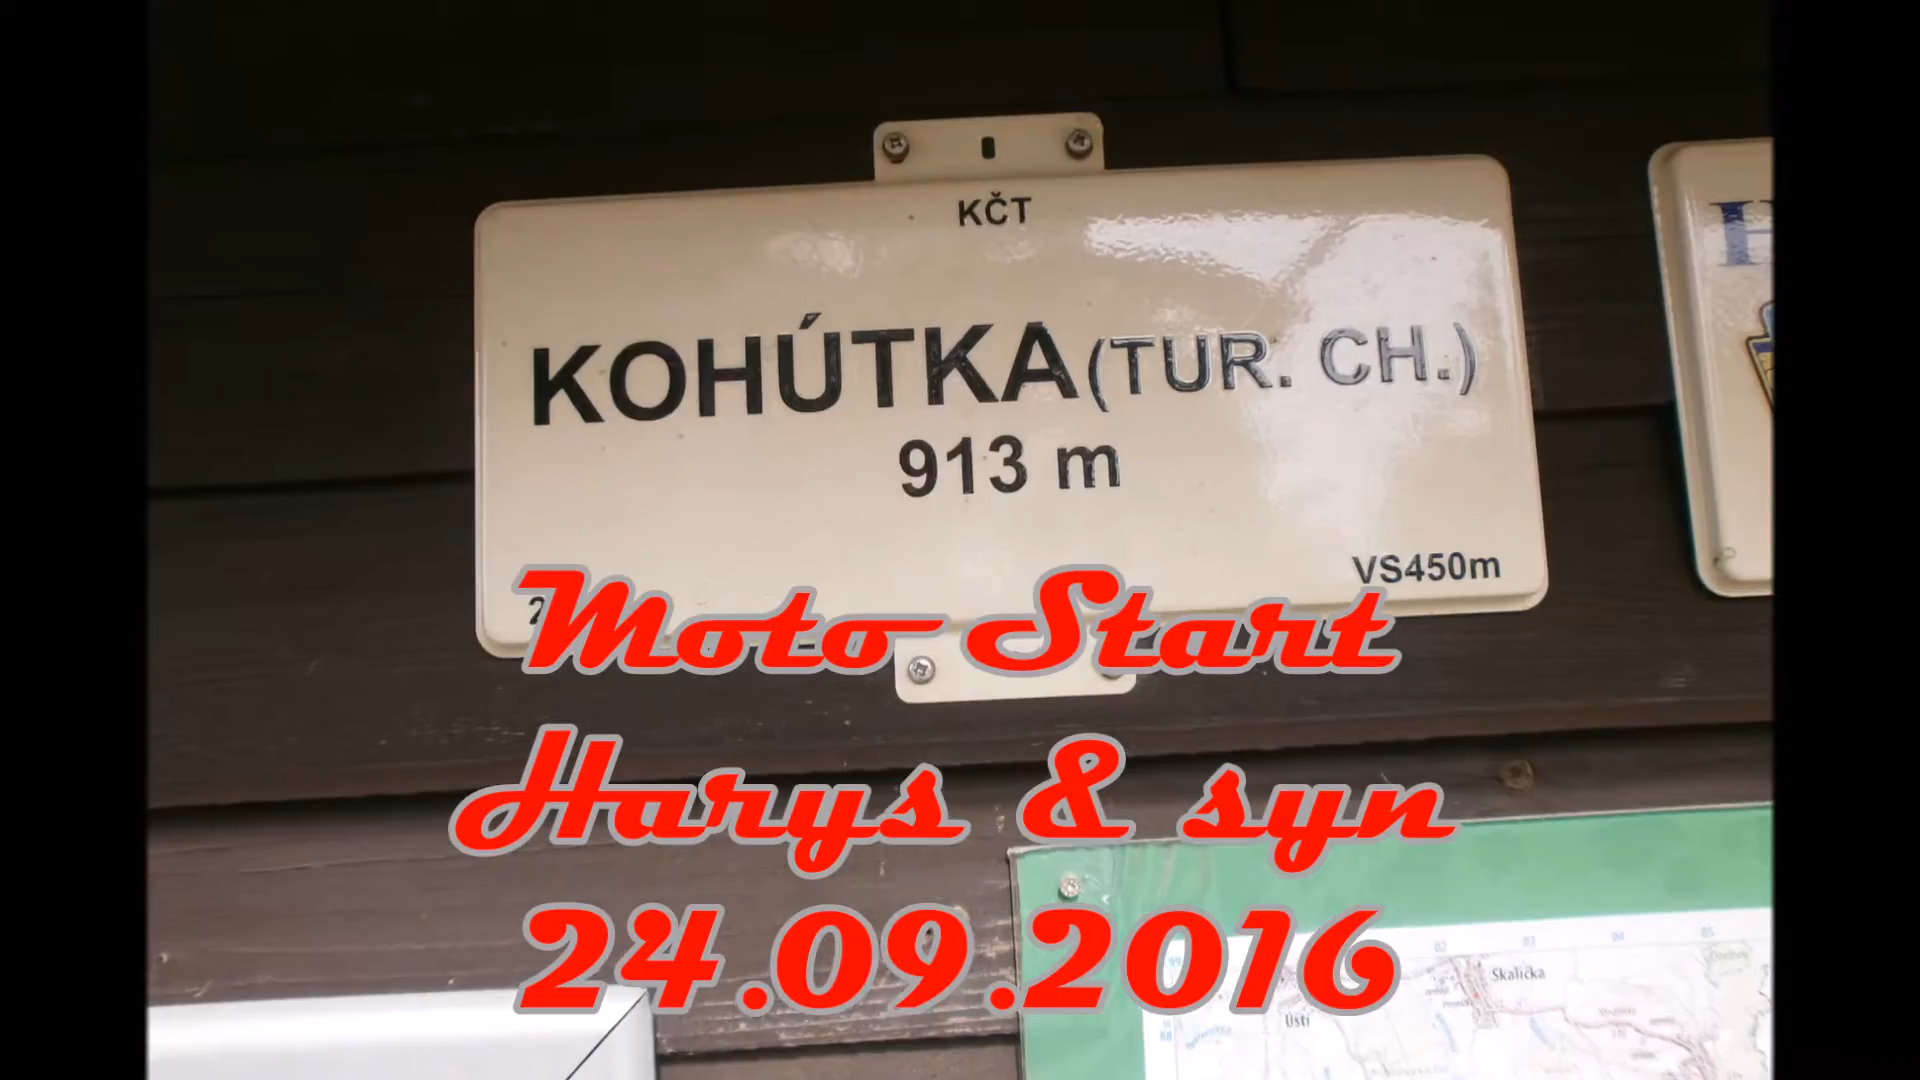 KČT
KOHÚTKA (TUR. CH.)
913 m
VS450m
Moto Start
Harys & syn
24.09.2016
Skalička
Ústí